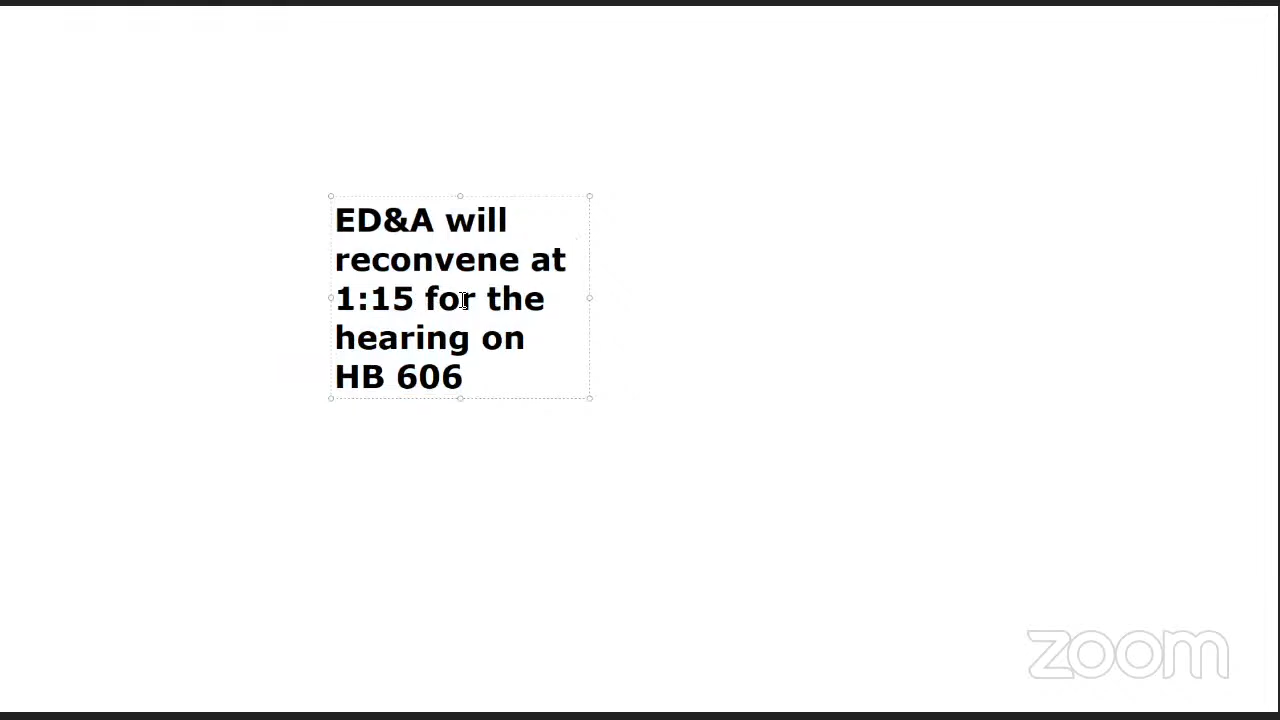 ED&A will
reconvene at
1:15 for the
hearing on
HB 606
zoom